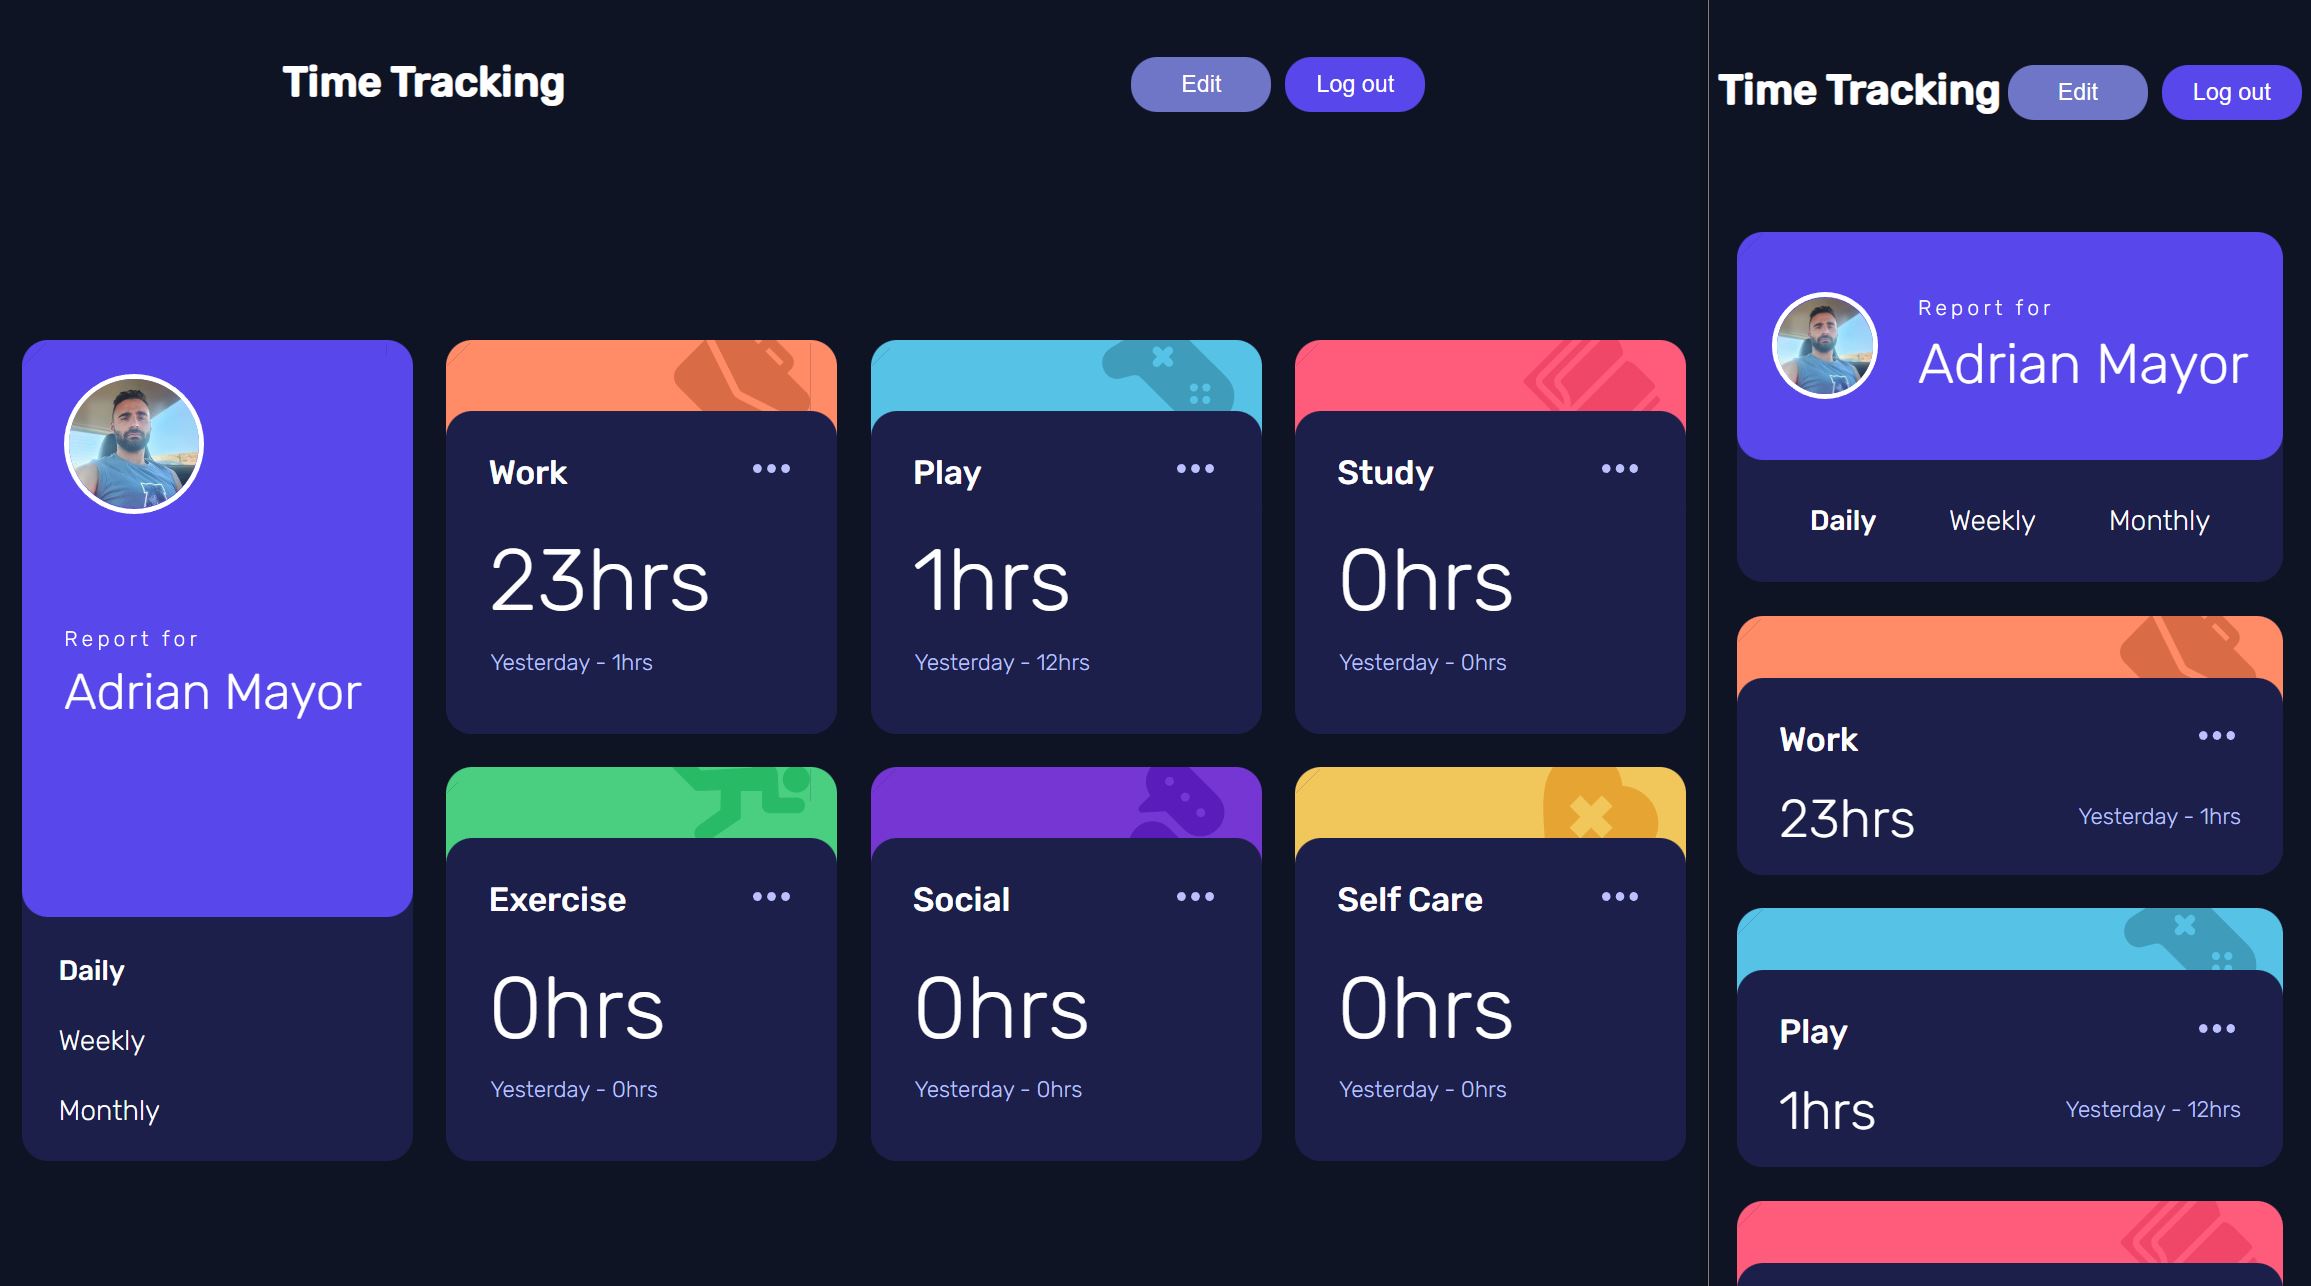 Time Tracking
Edit
Log out
Report for
Adrian Mayor
Daily
Weekly
Monthly
Work
23hrs
Yesterday - 1hrs
Play
1hrs
Yesterday - 12hrs
Study
0hrs
Yesterday - 0hrs
Exercise
0hrs
Yesterday - 0hrs
Social
0hrs
Yesterday - 0hrs
Self Care
0hrs
Yesterday - 0hrs
Time Tracking
Edit
Log out
Report for
Adrian Mayor
Daily
Weekly
Monthly
Work
23hrs
Yesterday - 1hrs
Play
1hrs
Yesterday - 12hrs